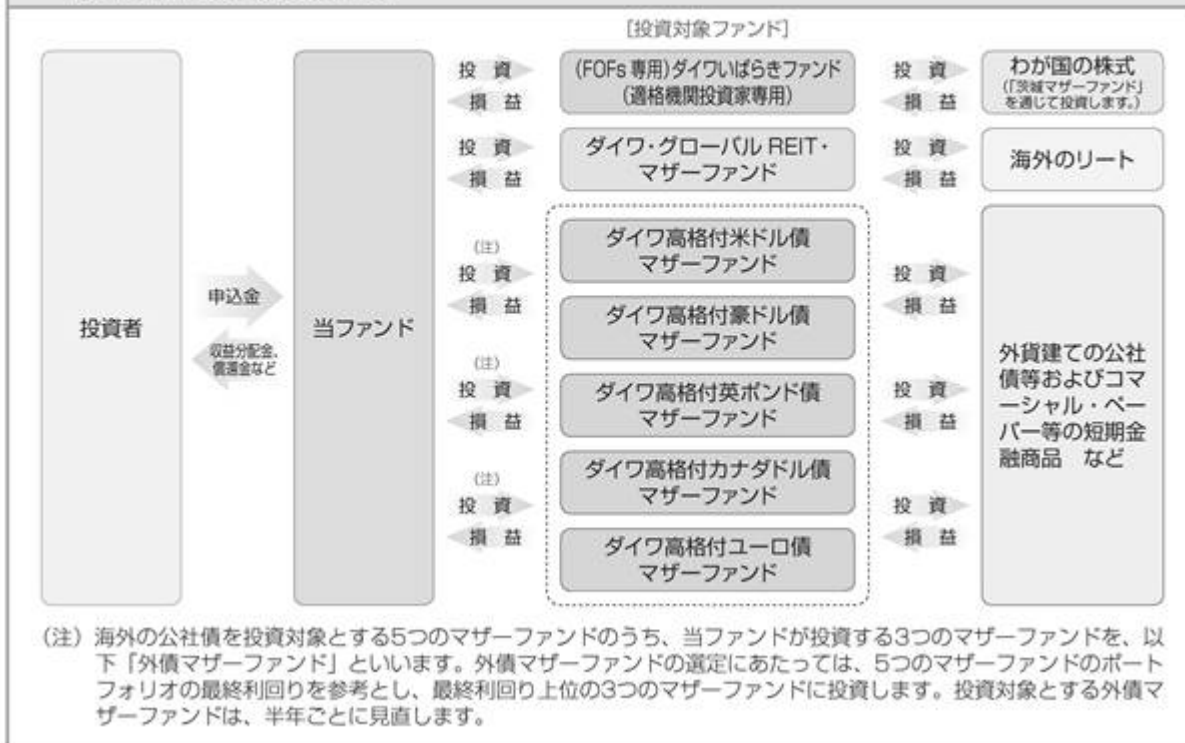 [投資対象ファンド]
投資者
申込金
収益分配金、
償還金など
当ファンド
投資
損益
(FOFs専用)ダイワいばらきファンド
(適格機関投資家専用)
投資
損益
わが国の株式
(「茨城マザーファンド」
を通じて投資します。)
投資
損益
ダイワ・グローバルREIT・
マザーファンド
投資
損益
海外のリート
(注)
投資
損益
(注)
投資
損益
(注)
投資
損益
ダイワ高格付米ドル債
マザーファンド
ダイワ高格付豪ドル債
マザーファンド
ダイワ高格付英ポンド債
マザーファンド
ダイワ高格付カナダドル債
マザーファンド
ダイワ高格付ユーロ債
マザーファンド
投資
損益
投資
損益
投資
損益
外貨建ての公社
債等およびコマ
ーシャル・ペー
パー等の短期金
融商品 など
(注) 海外の公社債を投資対象とする5つのマザーファンドのうち、当ファンドが投資する3つのマザーファンドを、以
下「外債マザーファンド」といいます。外債マザーファンドの選定にあたっては、5つのマザーファンドのポート
フォリオの最終利回りを参考とし、最終利回り上位の3つのマザーファンドに投資します。投資対象とする外債マ
ザーファンドは、半年ごとに見直します。